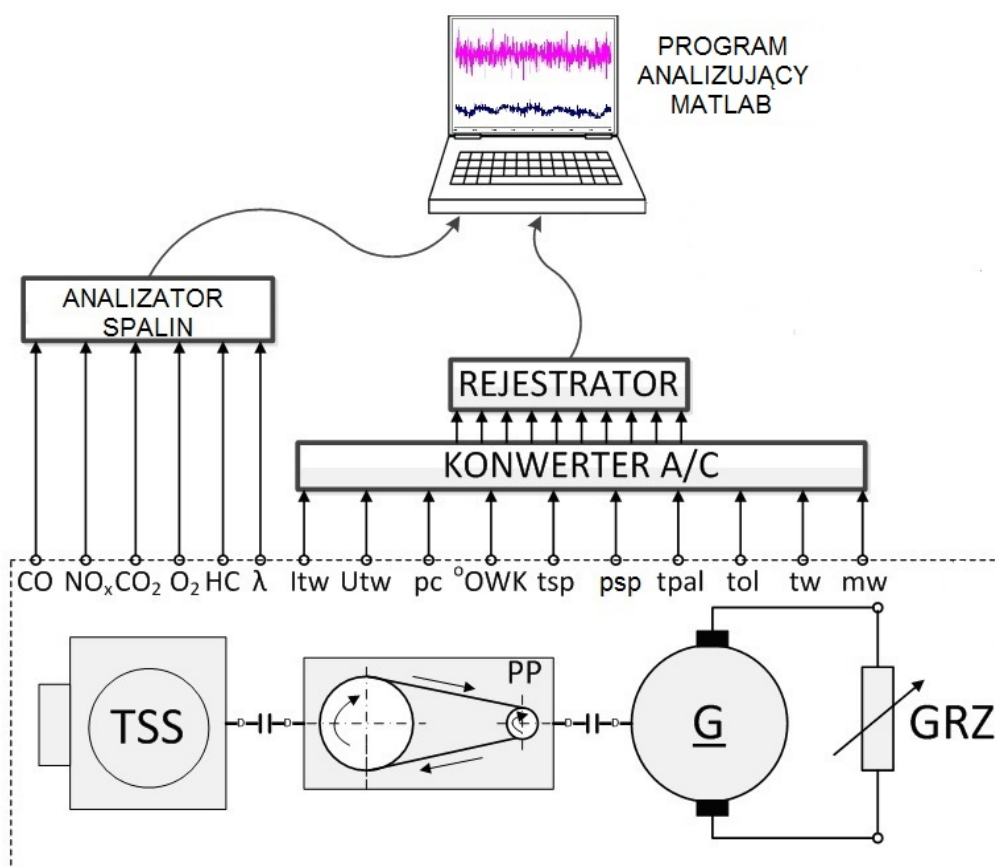 PROGRAM
ANALIZUJĄCY
MATLAB
ANALIZATOR
SPALIN
REJESTRATOR
KONWERTER A/C
CO NOₓ CO₂ O₂ HC λ Itw Utw pc °OWK tsp psp tpal tol tw mw
TSS
PP
G
GRZ